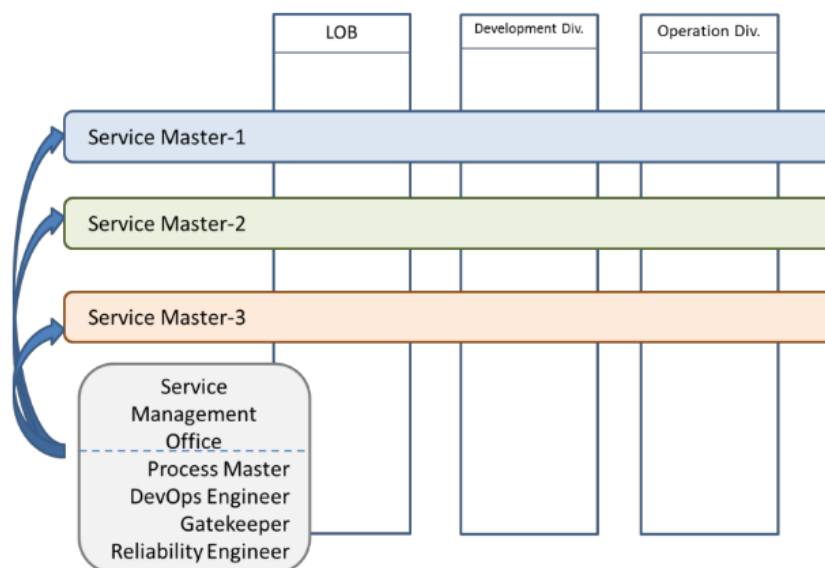 LOB
Development Div.
Operation Div.
Service Master-1
Service Master-2
Service Master-3
Service
Management
Office
Process Master
DevOps Engineer
Gatekeeper
Reliability Engineer